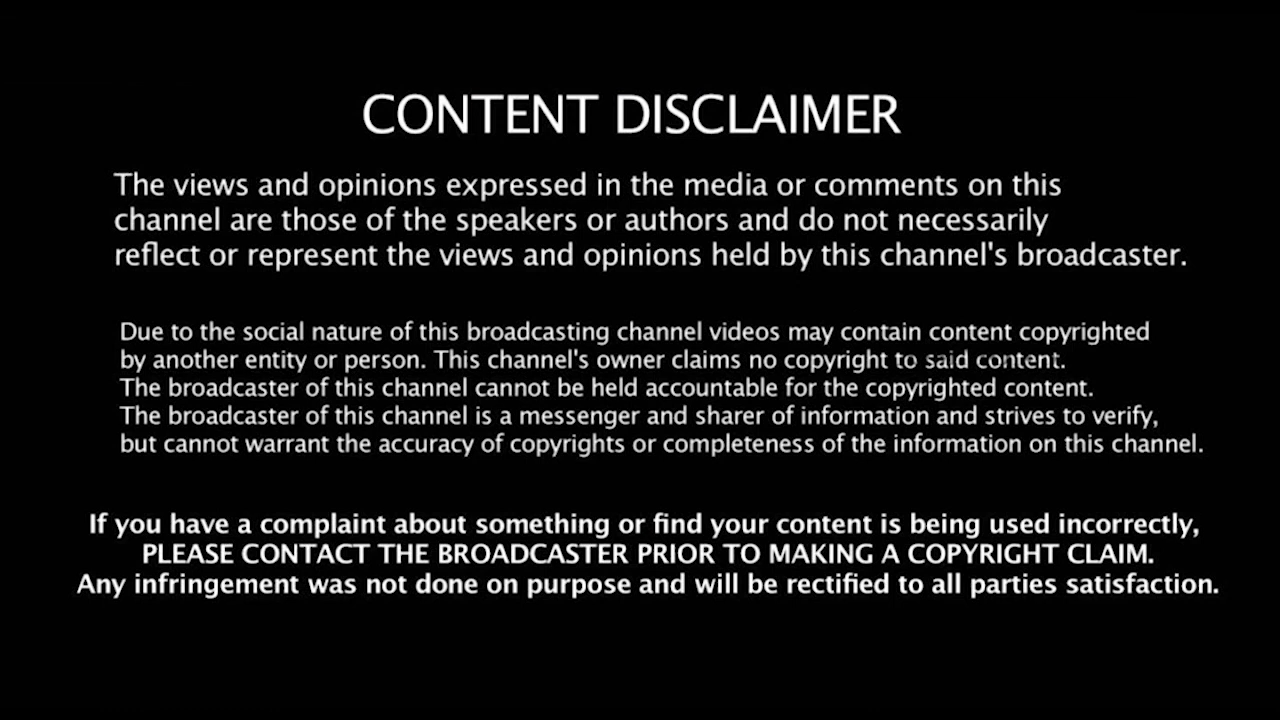 CONTENT DISCLAIMER
The views and opinions expressed in the media or comments on this
channel are those of the speakers or authors and do not necessarily
reflect or represent the views and opinions held by this channel's broadcaster.
Due to the social nature of this broadcasting channel videos may contain content copyrighted
by another entity or person. This channel's owner claims no copyright to said content.
The broadcaster of this channel cannot be held accountable for the copyrighted content.
The broadcaster of this channel is a messenger and sharer of information and strives to verify,
but cannot warrant the accuracy of copyrights or completeness of the information on this channel.
If you have a complaint about something or find your content is being used incorrectly,
PLEASE CONTACT THE BROADCASTER PRIOR TO MAKING A COPYRIGHT CLAIM.
Any infringement was not done on purpose and will be rectified to all parties satisfaction.